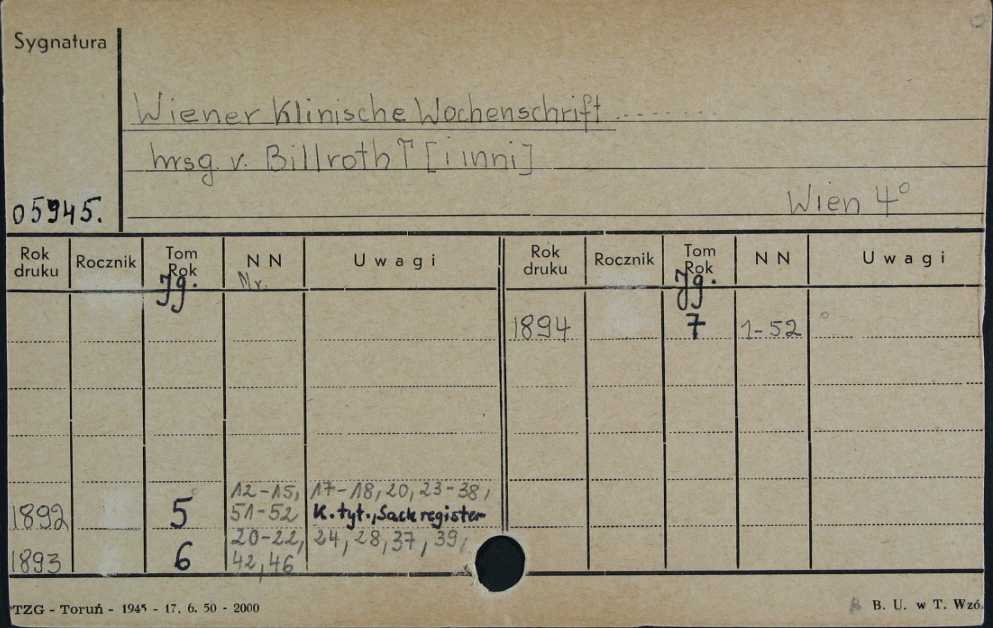 Sygnatura
Wiener Klinische Wochenschrift ........
hrsg. v. Billroth † [i inni]
Wien 4°
05945.
Rok druku Rocznik Tom Rok Jg. N N Nr. Uwagi Rok druku Rocznik Tom Rok Jg. N N Uwagi
1894 7 1-52
12-15, 17-18, 20, 23-38,
1892 5 51-52 K. tyt., Sackregister
20-22, 24, 28, 37, 39,
1893 6 42, 46
TZG - Toruń - 1945 - 17. 6. 50 - 2000 B. U. w T. Wzó.